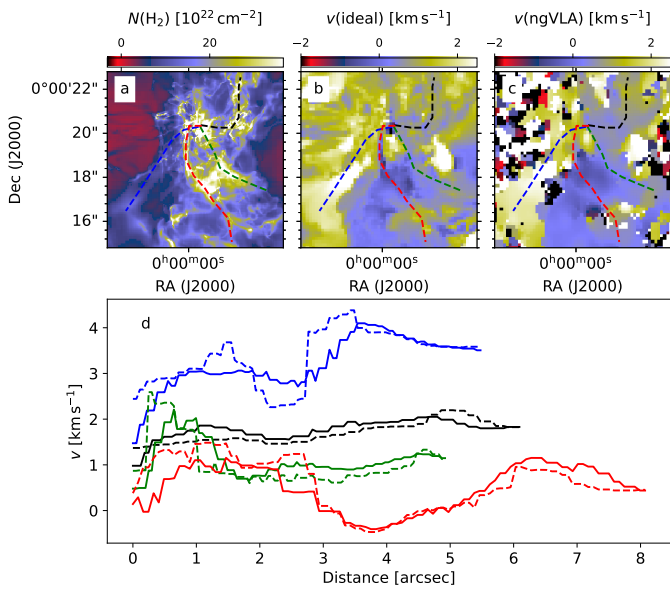 N(H₂) [10²² cm⁻²] v(ideal) [km s⁻¹] v(ngVLA) [km s⁻¹]
0 20 −2 0 2 −2 0 2
a b c
0°00'22"
20"
18"
16"
Dec (J2000)
0ʰ00ᵐ00ˢ 0ʰ00ᵐ00ˢ 0ʰ00ᵐ00ˢ
RA (J2000) RA (J2000) RA (J2000)
d
4
3
2
1
0
v [km s⁻¹]
0 1 2 3 4 5 6 7 8
Distance [arcsec]